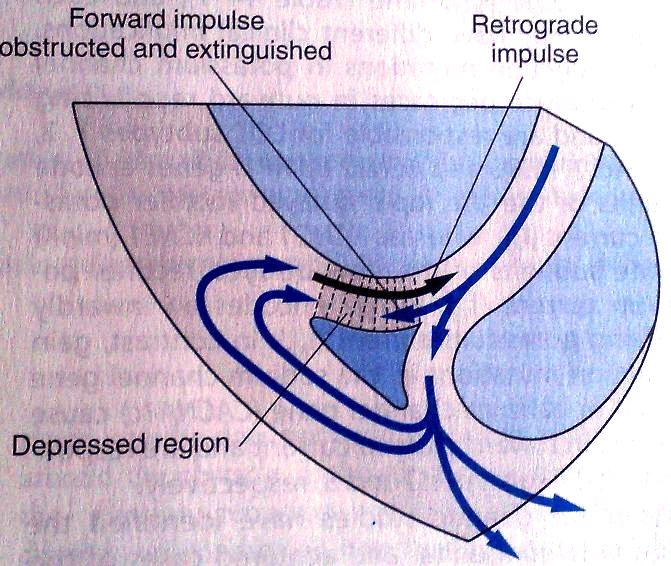 Forward impulse
obstructed and extinguished
Retrograde
impulse
Depressed region